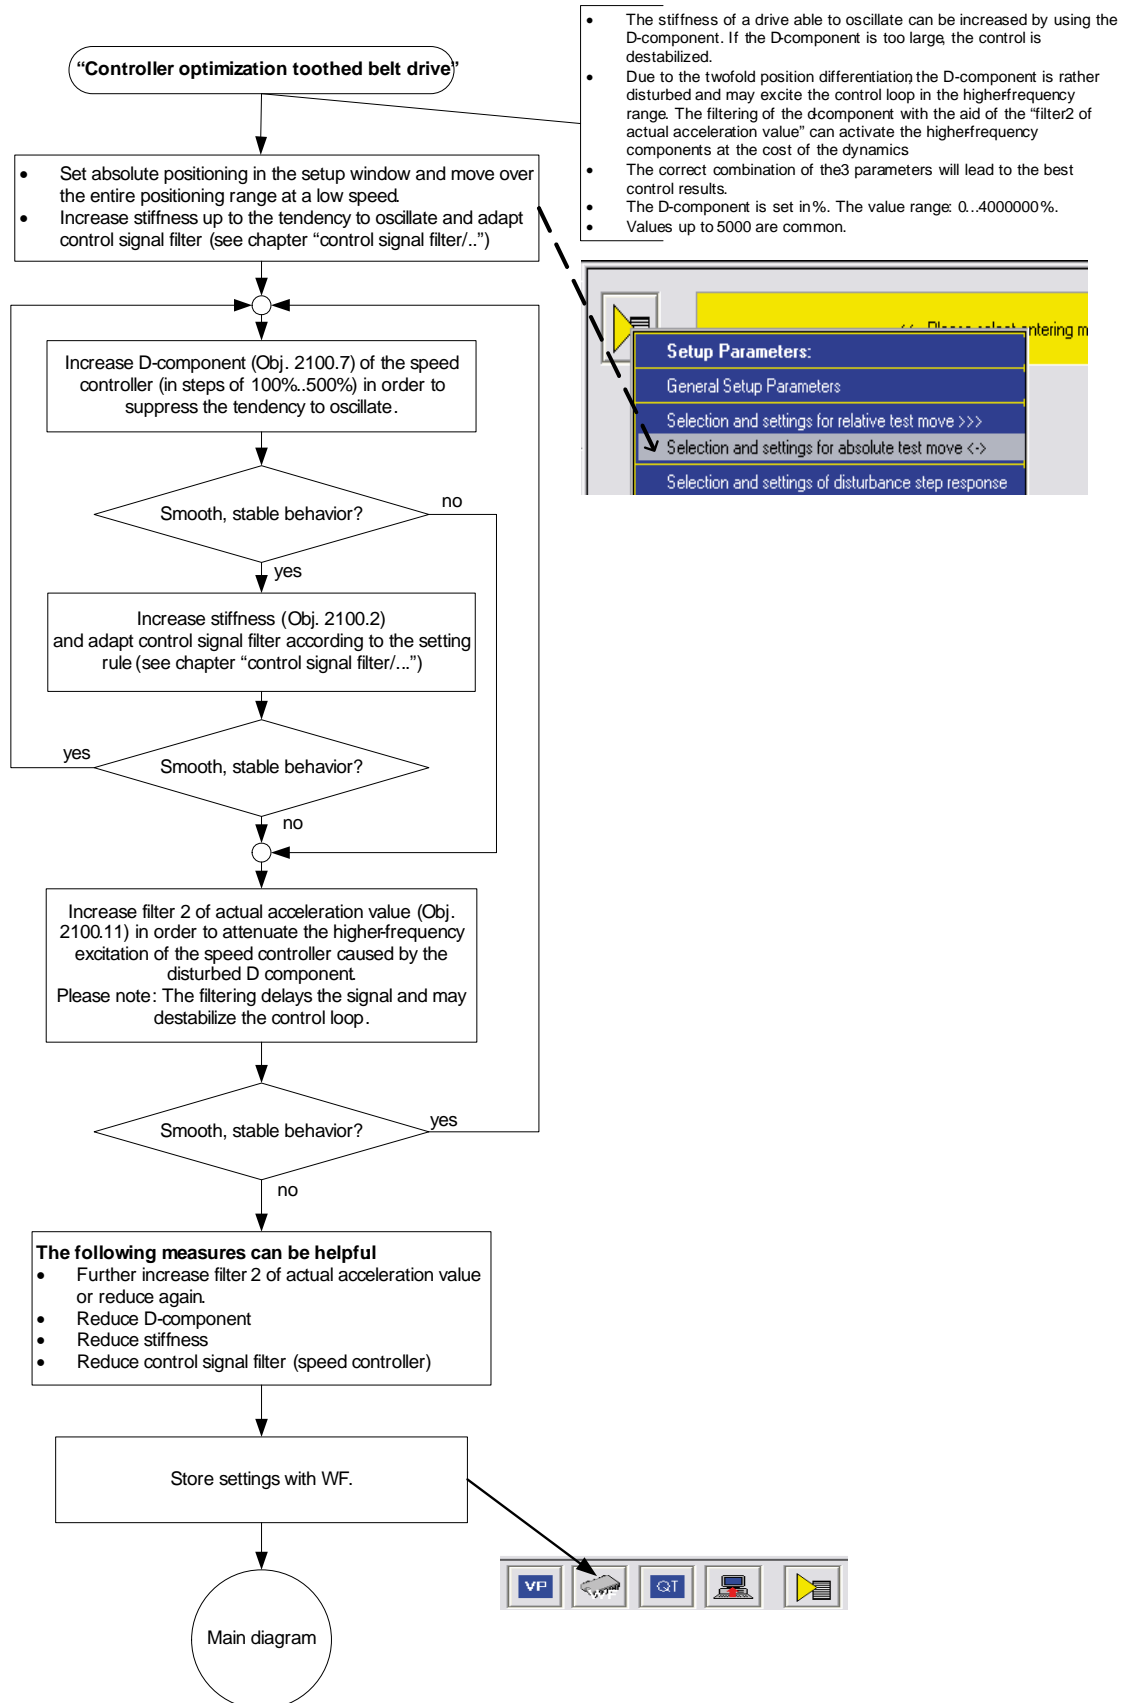 “Controller optimization toothed belt drive”
• The stiffness of a drive able to oscillate can be increased by using the
D-component. If the D-component is too large, the control is
destabilized.
• Due to the twofold position differentiation, the D-component is rather
disturbed and may excite the control loop in the higher-frequency
range. The filtering of the d-component with the aid of the “filter2 of
actual acceleration value” can activate the higher-frequency
components at the cost of the dynamics
• The correct combination of the3 parameters will lead to the best
control results.
• The D-component is set in%. The value range: 0...4000000%.
• Values up to 5000 are common.
• Set absolute positioning in the setup window and move over
the entire positioning range at a low speed.
• Increase stiffness up to the tendency to oscillate and adapt
control signal filter (see chapter “control signal filter/..”)
ntering m
Setup Parameters:
General Setup Parameters
Selection and settings for relative test move >>>
Selection and settings for absolute test move <->
Selection and settings of disturbance step response
Increase D-component (Obj. 2100.7) of the speed
controller (in steps of 100%..500%) in order to
suppress the tendency to oscillate.
Smooth, stable behavior?
no
yes
Increase stiffness (Obj. 2100.2)
and adapt control signal filter according to the setting
rule (see chapter “control signal filter/...”)
yes
Smooth, stable behavior?
no
Increase filter 2 of actual acceleration value (Obj.
2100.11) in order to attenuate the higher-frequency
excitation of the speed controller caused by the
disturbed D component.
Please note: The filtering delays the signal and may
destabilize the control loop.
Smooth, stable behavior?
yes
no
The following measures can be helpful
• Further increase filter 2 of actual acceleration value
or reduce again.
• Reduce D-component
• Reduce stiffness
• Reduce control signal filter (speed controller)
Store settings with WF.
VP
WF
QT
Main diagram